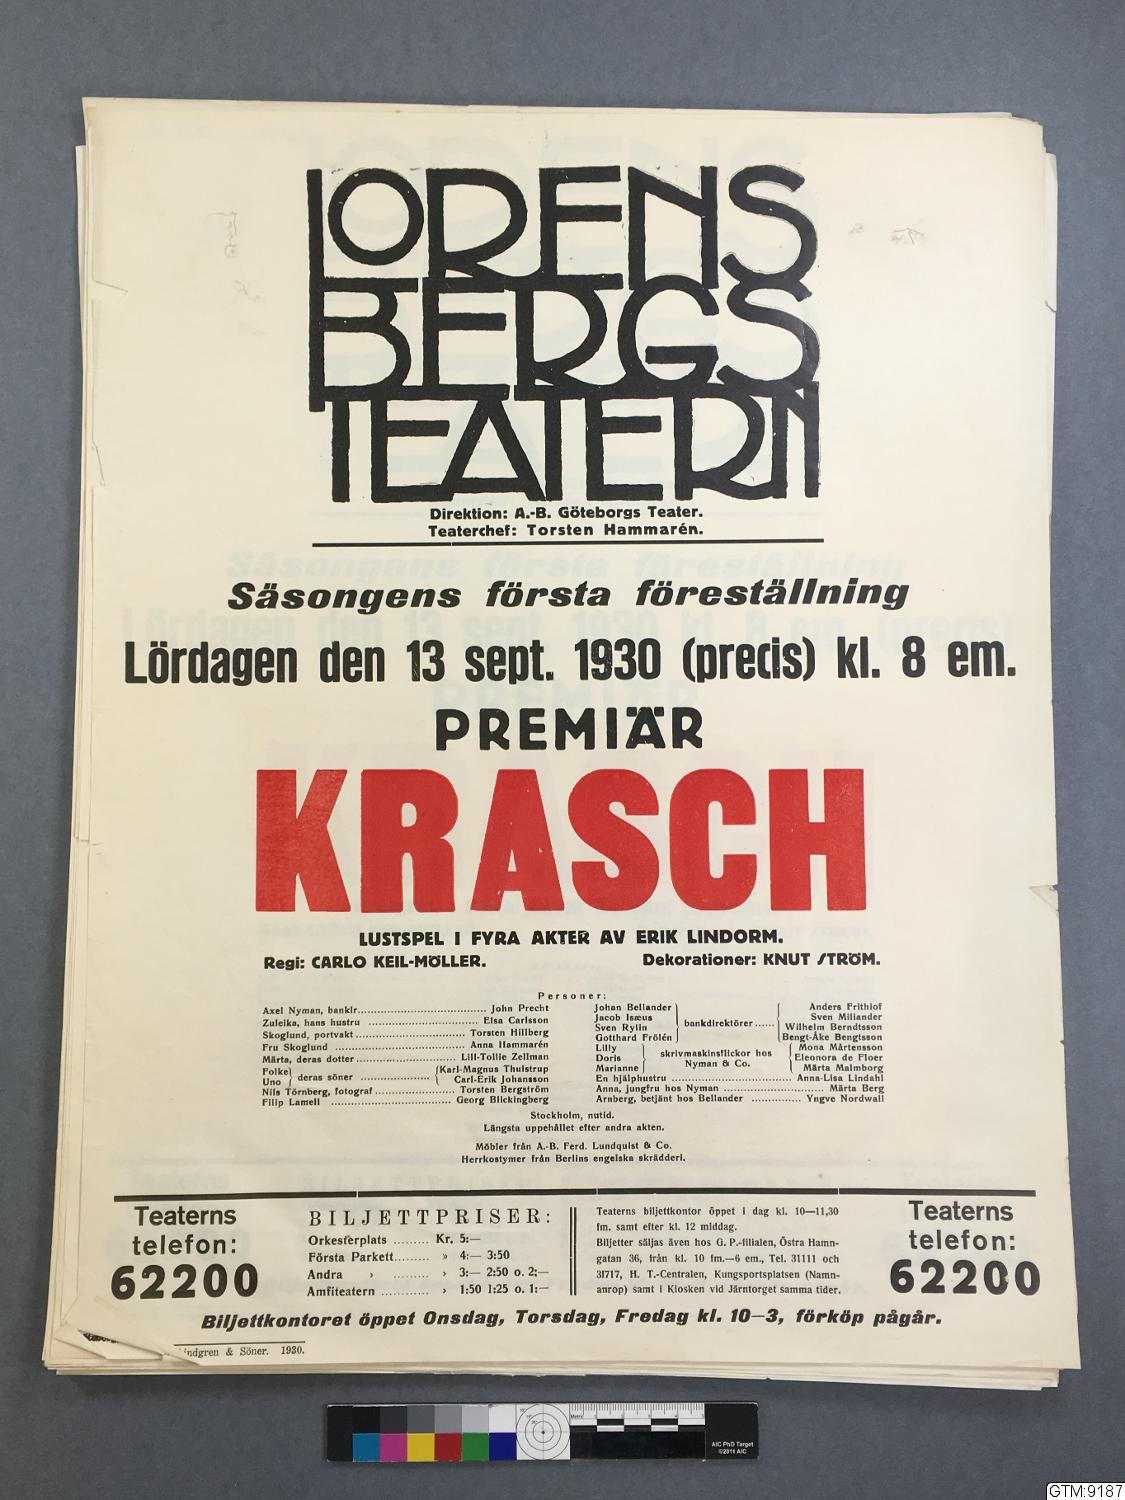 LORENS
BERGS
TEATERN
Direktion: A.-B. Göteborgs Teater.
Teaterchef: Torsten Hammarén.
Säsongens första föreställning
Lördagen den 13 sept. 1930 (precis) kl. 8 em.
PREMIÄR
KRASCH
LUSTSPEL I FYRA AKTER AV ERIK LINDORM.
Regi: CARLO KEIL-MÖLLER. Dekorationer: KNUT STRÖM.
Personer:
Axel Nyman, bankir ........ John Precht
Zuleika, hans hustru ........ Elsa Carlsson
Skoglund, portvakt ........ Torsten Hillberg
Fru Skoglund ........ Anna Hammarén
Märta, deras dotter ........ Lill-Tollie Zellman
Folke } deras söner ........ { Karl-Magnus Thulstrup
Uno } { Carl-Erik Johansson
Nils Törnberg, fotograf ........ Torsten Bergström
Filip Lamell ........ Georg Blickingberg
Johan Bellander } bankdirektörer ...... { Anders Frithiof
Jacob Isæus } { Sven Miliander
Sven Rylin } { Wilhelm Berndtsson
Gotthard Frölén } { Bengt-Åke Bengtsson
Lilly } skrivmaskinsflickor hos { Mona Mårtensson
Doris } Nyman & Co. { Eleonora de Floer
Marianne } { Märta Malmborg
En hjälphustru ........ Anna-Lisa Lindahl
Anna, jungfru hos Nyman ........ Märta Berg
Arnberg, betjänt hos Bellander ........ Yngve Nordwall
Stockholm, nutid.
Längsta uppehållet efter andra akten.
Möbler från A.-B. Ferd. Lundquist & Co.
Herrkostymer från Berlins engelska skrädderi.
Teaterns
telefon:
62200
BILJETTPRISER:
Orkesterplats ........ Kr. 5:—
Första Parkett ........ » 4:— 3:50
Andra › ........ › 3:— 2:50 o. 2:—
Amfiteatern ........ › 1:50 1:25 o. 1:—
Teaterns biljettkontor öppet i dag kl. 10—11,30
fm. samt efter kl. 12 middag.
Biljetter säljas även hos G. P.-filialen, Östra Hamn-
gatan 36, från kl. 10 fm.—6 em., Tel. 31111 och
31717, H. T.-Centralen, Kungsportsplatsen (Namn-
anrop) samt i Kiosken vid Järntorget samma tider.
Teaterns
telefon:
62200
Biljettkontoret öppet Onsdag, Torsdag, Fredag kl. 10—3, förköp pågår.
indgren & Söner. 1930.
AIC PhD Target
©2011 AIC
GTM:9187